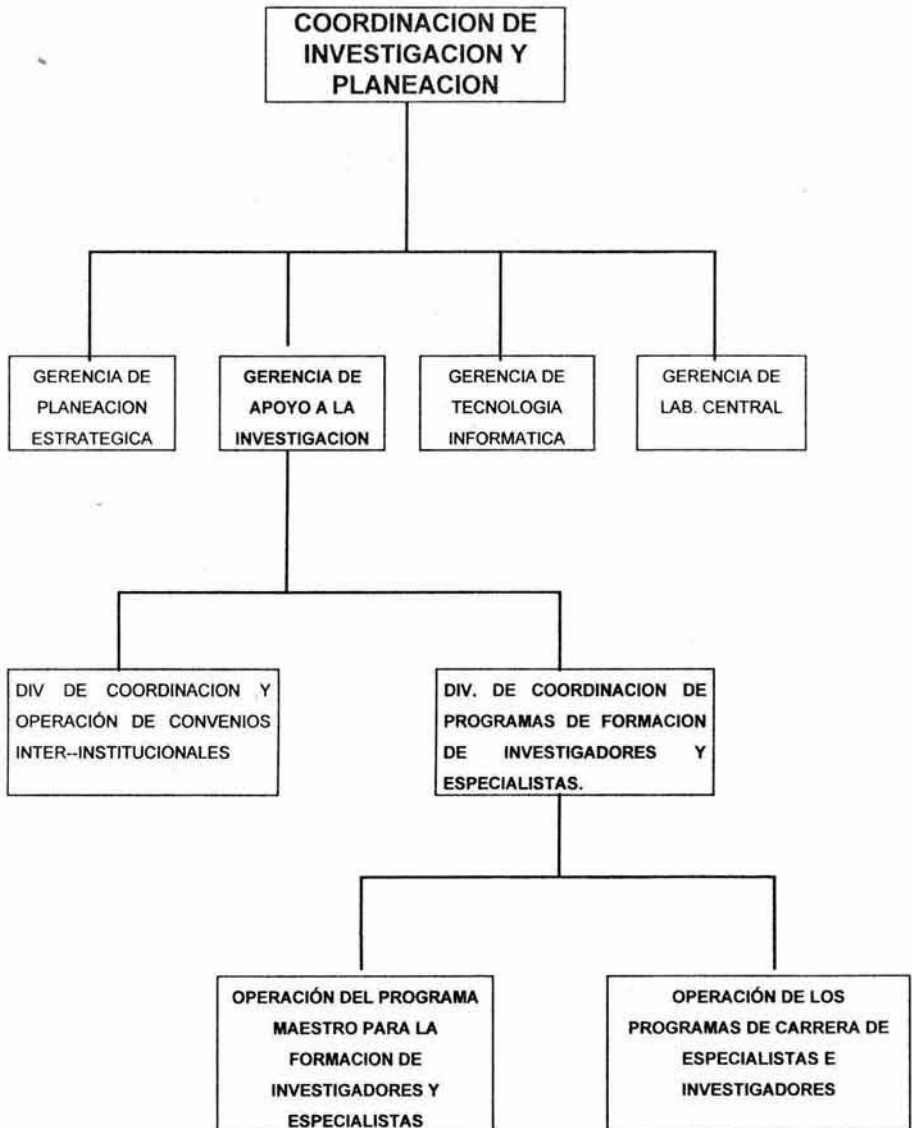 COORDINACION DE
INVESTIGACION Y
PLANEACION
GERENCIA DE
PLANEACION
ESTRATEGICA
GERENCIA DE
APOYO A LA
INVESTIGACION
GERENCIA DE
TECNOLOGIA
INFORMATICA
GERENCIA DE
LAB. CENTRAL
DIV DE COORDINACION Y
OPERACIÓN DE CONVENIOS
INTER--INSTITUCIONALES
DIV. DE COORDINACION DE
PROGRAMAS DE FORMACION
DE INVESTIGADORES Y
ESPECIALISTAS.
OPERACIÓN DEL PROGRAMA
MAESTRO PARA LA
FORMACION DE
INVESTIGADORES Y
ESPECIALISTAS
OPERACIÓN DE LOS
PROGRAMAS DE CARRERA DE
ESPECIALISTAS E
INVESTIGADORES